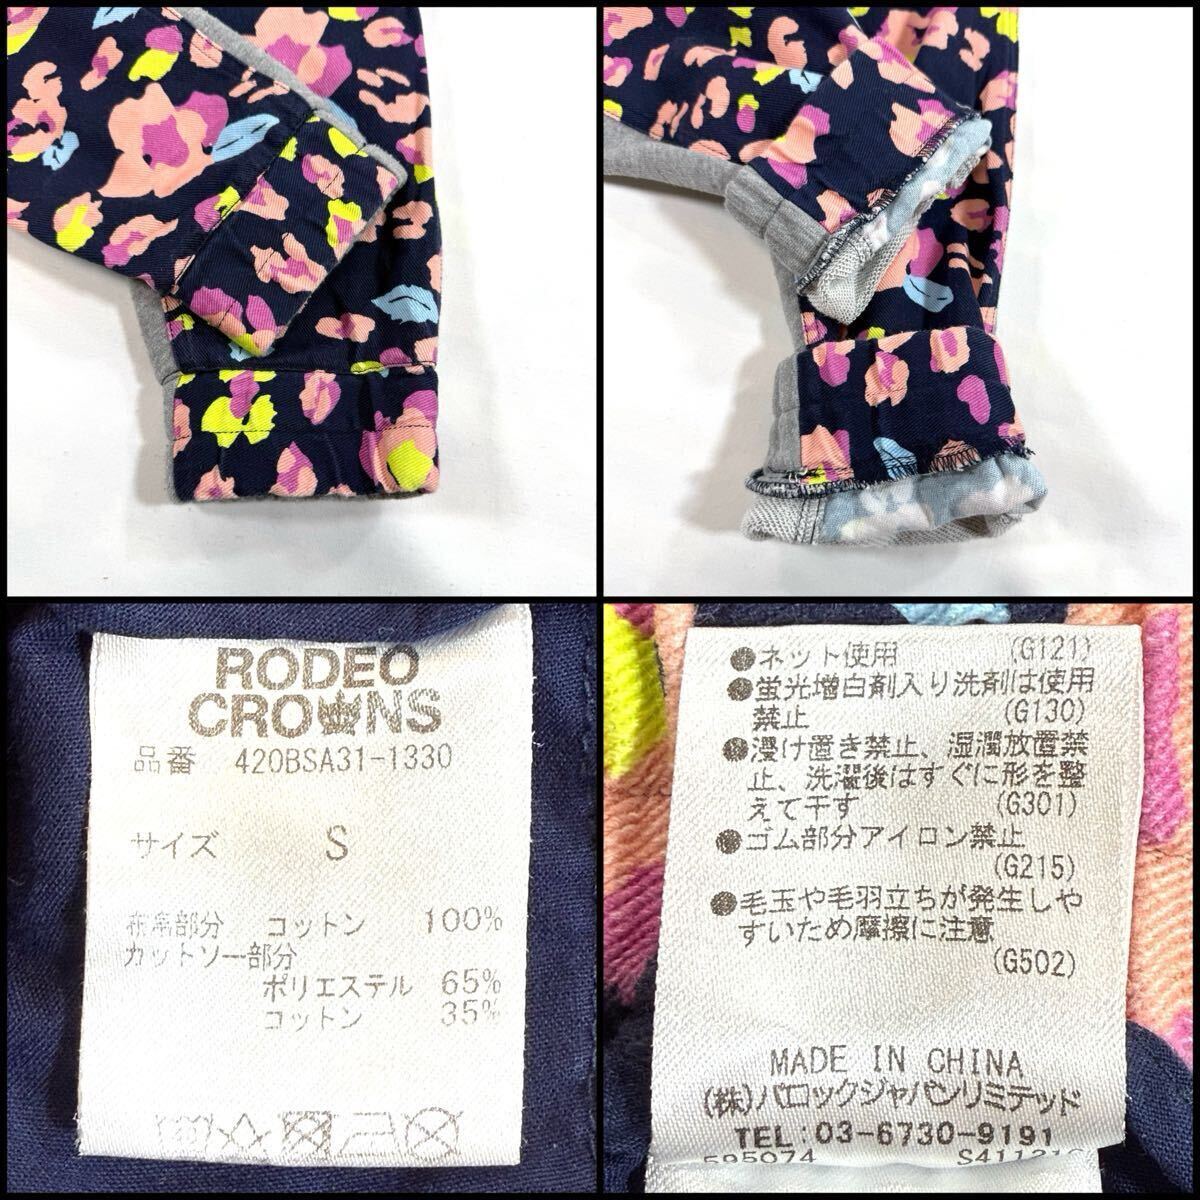 RODEO
CROWNS
品番 420BSA31-1330
サイズ S
布帛部分 コットン 100%
カットソー部分
ポリエステル 65%
コットン 35%
●ネット使用 (G121)
●蛍光増白剤入り洗剤は使用
禁止 (G130)
●浸け置き禁止、湿潤放置禁
止、洗濯後はすぐに形を整
えて干す (G301)
●ゴム部分アイロン禁止
(G215)
●毛玉や毛羽立ちが発生しや
すいため摩擦に注意
(G502)
MADE IN CHINA
(株)バロックジャパンリミテッド
TEL:03-6730-9191
595074